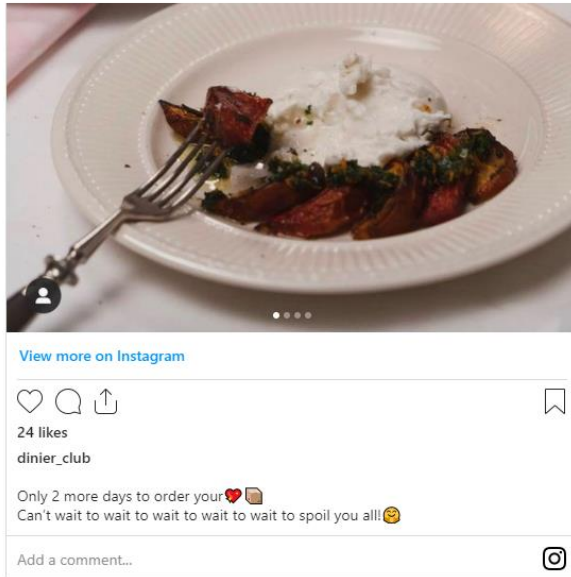 View more on Instagram
24 likes
dinier_club
Only 2 more days to order your💘📦
Can't wait to wait to wait to wait to wait to spoil you all!🤗
Add a comment...